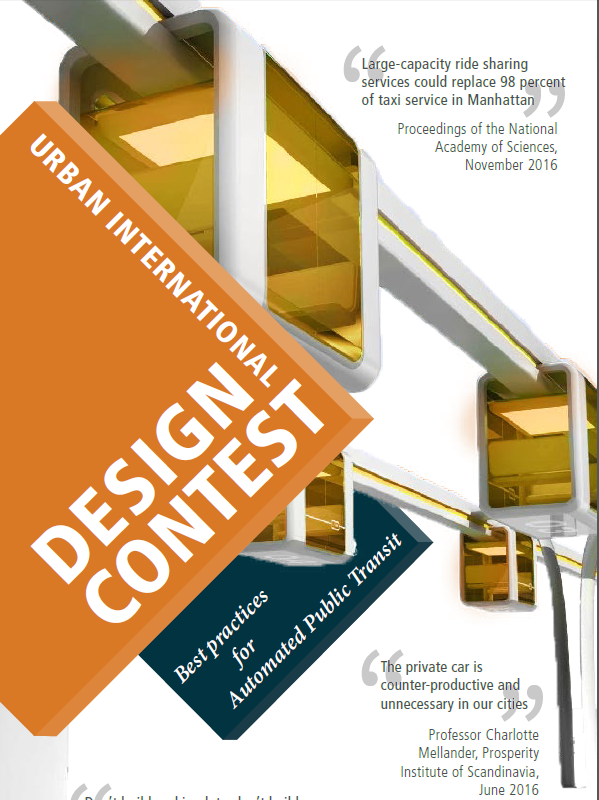 Large-capacity ride sharing
services could replace 98 percent
of taxi service in Manhattan
Proceedings of the National
Academy of Sciences,
November 2016
URBAN INTERNATIONAL
DESIGN
CONTEST
Best practices
for
Automated Public Transit
The private car is
counter-productive and
unnecessary in our cities
Professor Charlotte
Mellander, Prosperity
Institute of Scandinavia,
June 2016